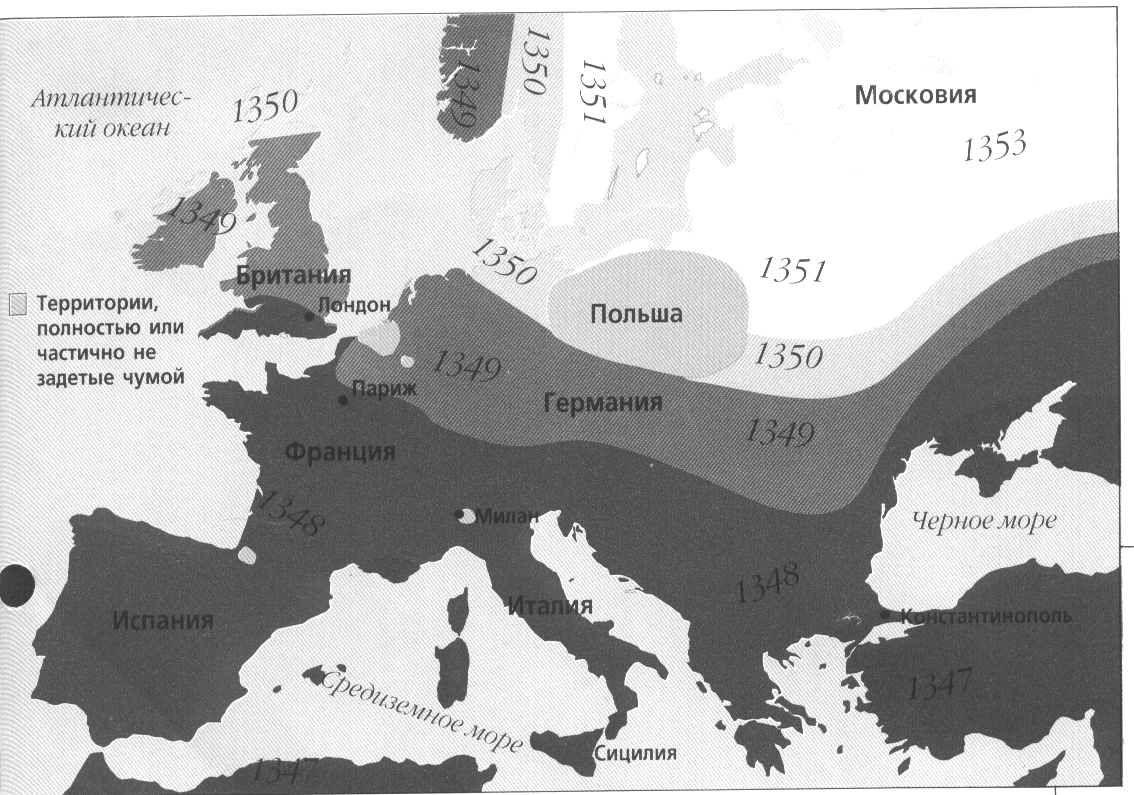 1349
1350
1351
Атлантичес-
кий океан
1350
Московия
1353
1349
Британия
1350
1351
Территории,
полностью или
частично не
задетые чумой
Лондон
Польша
1349
1350
Париж
Германия
1349
Франция
1348
Милан
Черное море
1348
Испания
Италия
Константинополь
1347
Средиземное море
Сицилия
1347